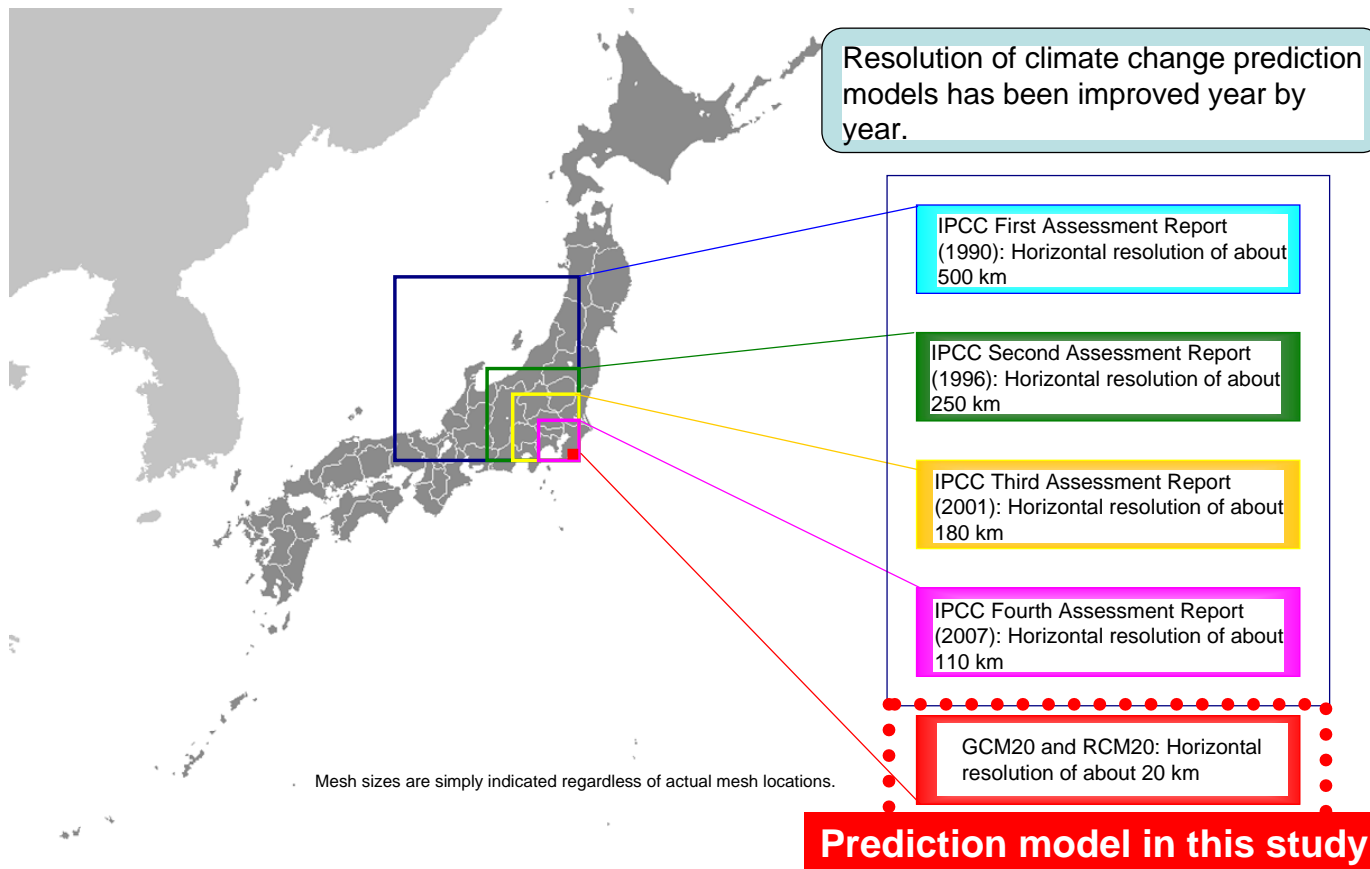 Resolution of climate change prediction
models has been improved year by
year.
IPCC First Assessment Report
(1990): Horizontal resolution of about
500 km
IPCC Second Assessment Report
(1996): Horizontal resolution of about
250 km
IPCC Third Assessment Report
(2001): Horizontal resolution of about
180 km
IPCC Fourth Assessment Report
(2007): Horizontal resolution of about
110 km
GCM20 and RCM20: Horizontal
resolution of about 20 km
Mesh sizes are simply indicated regardless of actual mesh locations.
Prediction model in this study